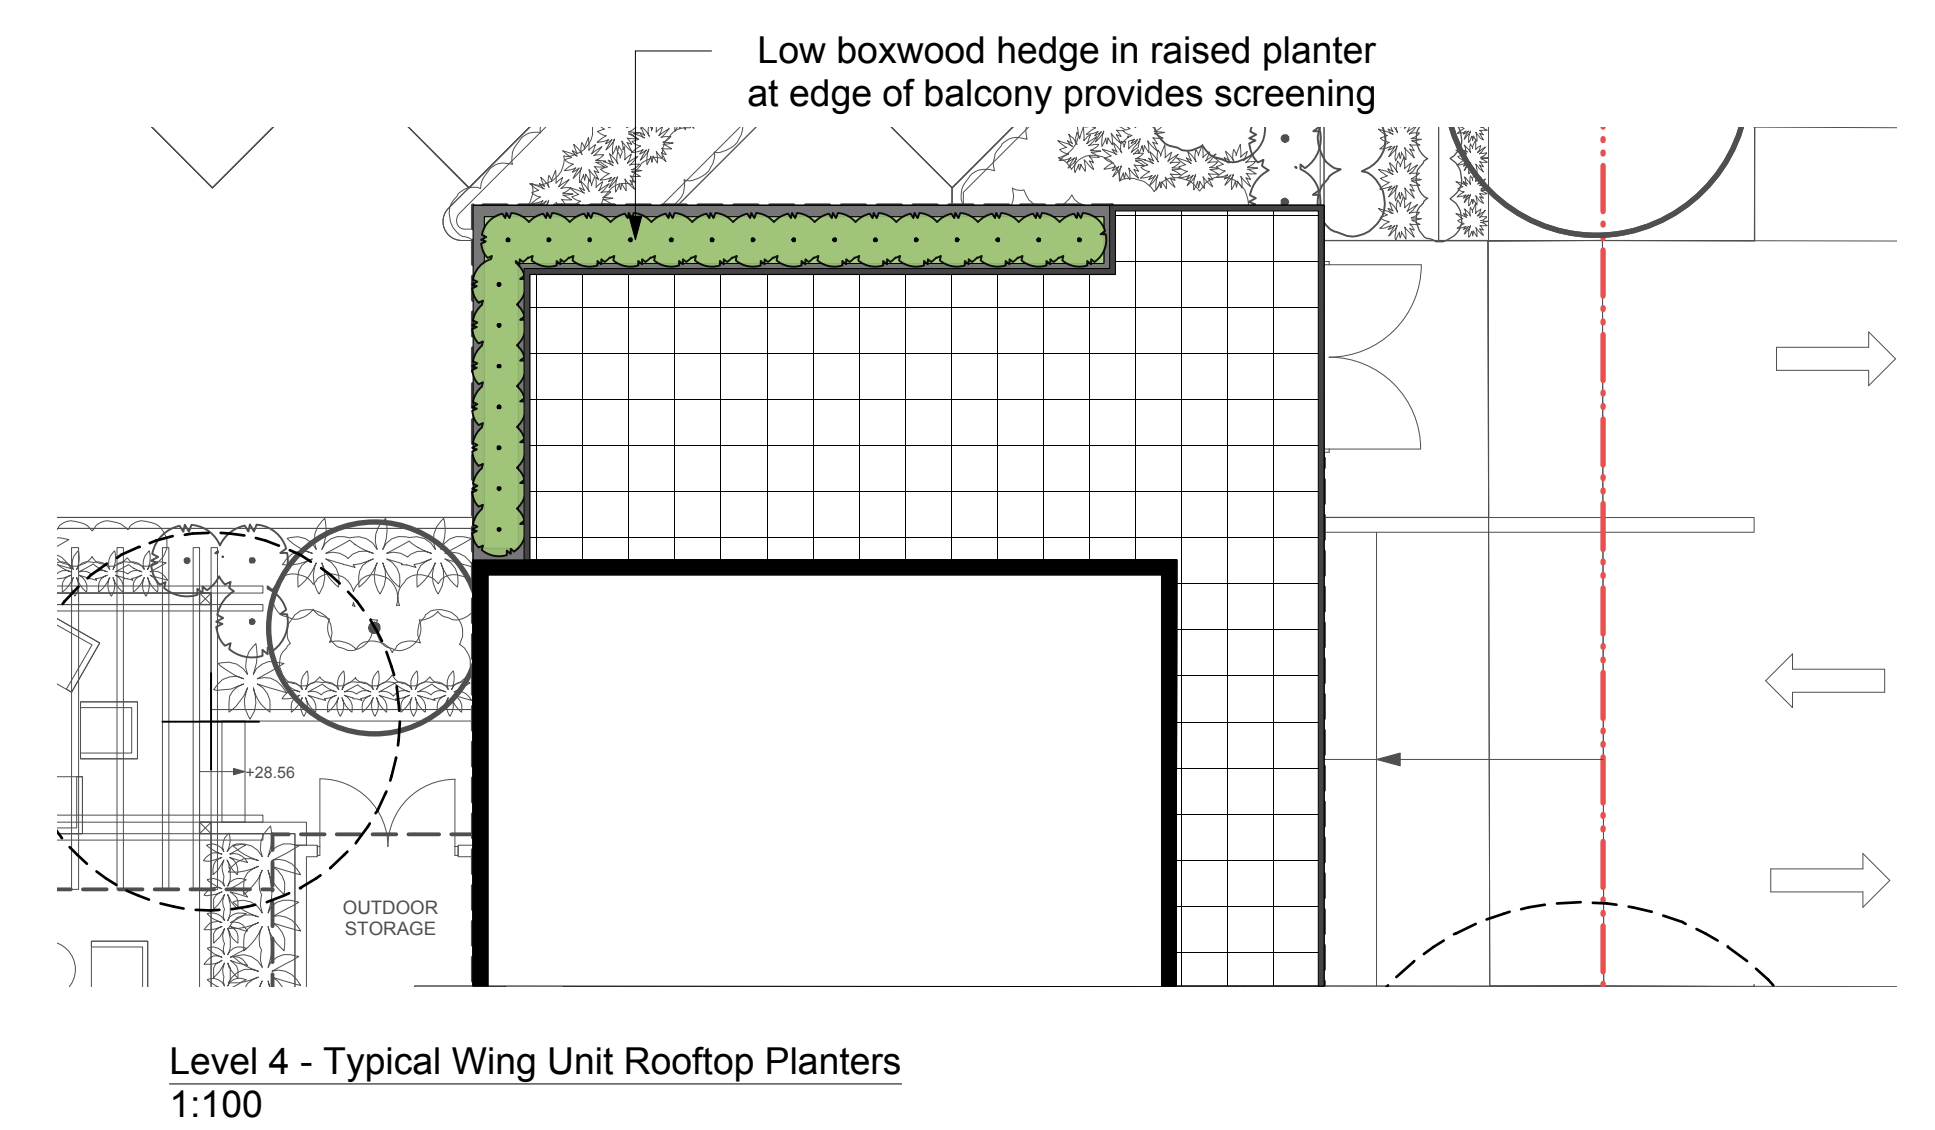 Low boxwood hedge in raised planter
at edge of balcony provides screening
+28.56
OUTDOOR
STORAGE
Level 4 - Typical Wing Unit Rooftop Planters
1:100